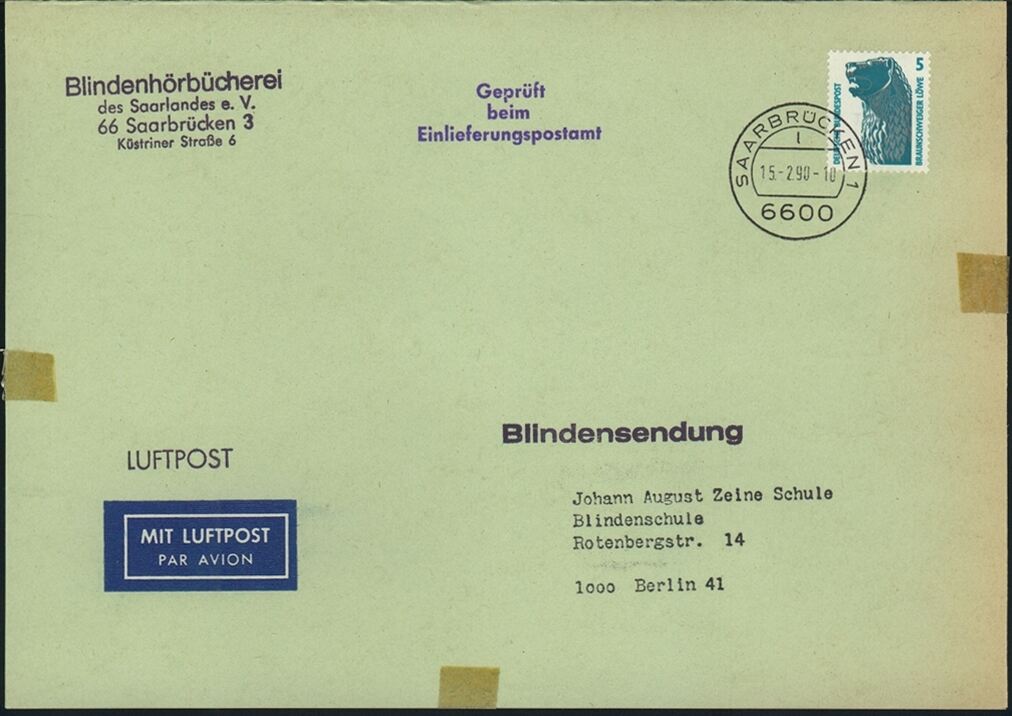 Blindenhörbücherei
des Saarlandes e. V.
66 Saarbrücken 3
Küstriner Straße 6
Geprüft
beim
Einlieferungspostamt
5
DEUTSCHE BUNDESPOST
BRAUNSCHWEIGER LÖWE
SAARBRÜCKEN 1
l
15.-2.90-10
6600
Blindensendung
LUFTPOST
MIT LUFTPOST
PAR AVION
Johann August Zeine Schule
Blindenschule
Rotenbergstr. 14
1000 Berlin 41